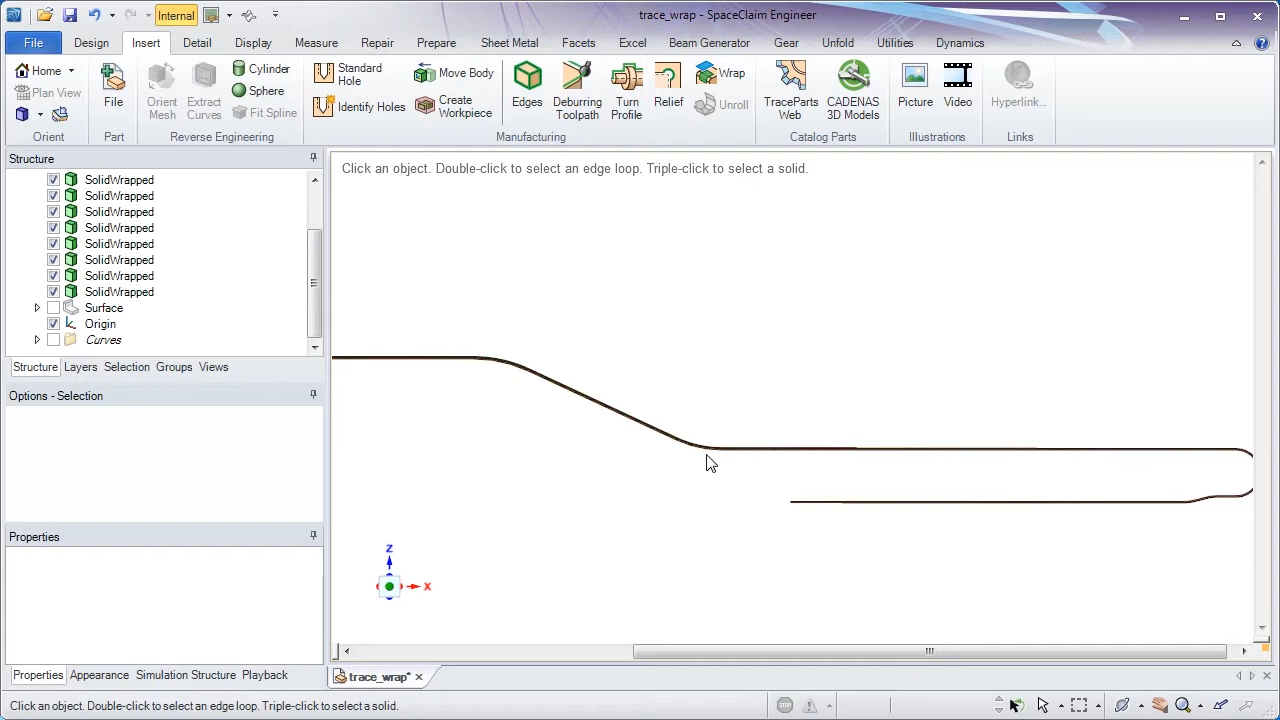 Internal
trace_wrap - SpaceClaim Engineer
File Design Insert Detail Display Measure Repair Prepare Sheet Metal Facets Excel Beam Generator Gear Unfold Utilities Dynamics
Home
Plan View
Orient
File
Part
Orient Mesh
Extract Curves
Cylinder
Sphere
Fit Spline
Reverse Engineering
Standard Hole
Identify Holes
Move Body
Create Workpiece
Edges
Deburring Toolpath
Turn Profile
Relief
Wrap
Unroll
Manufacturing
TraceParts Web
CADENAS 3D Models
Catalog Parts
Picture
Video
Illustrations
Hyperlink...
Links
Structure
SolidWrapped
SolidWrapped
SolidWrapped
SolidWrapped
SolidWrapped
SolidWrapped
SolidWrapped
SolidWrapped
Surface
Origin
Curves
Structure Layers Selection Groups Views
Options - Selection
Properties
Properties Appearance Simulation Structure Playback
Click an object. Double-click to select an edge loop. Triple-click to select a solid.
Z
X
trace_wrap*
Click an object. Double-click to select an edge loop. Triple-click to select a solid.